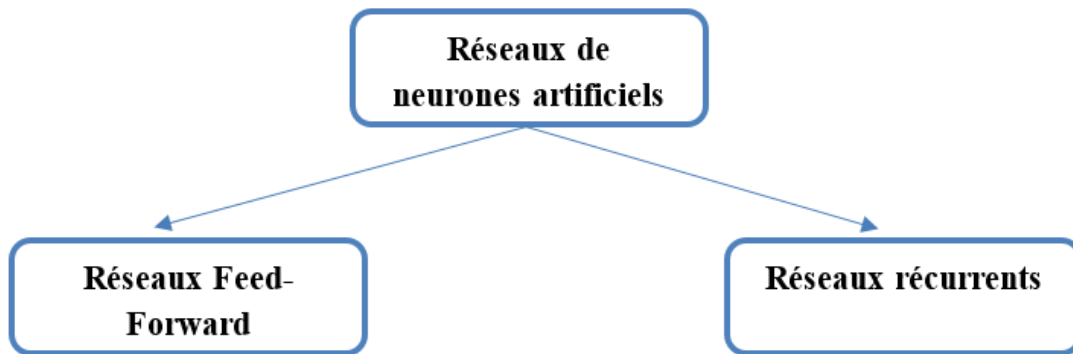 Réseaux de
neurones artificiels
Réseaux Feed-
Forward
Réseaux récurrents